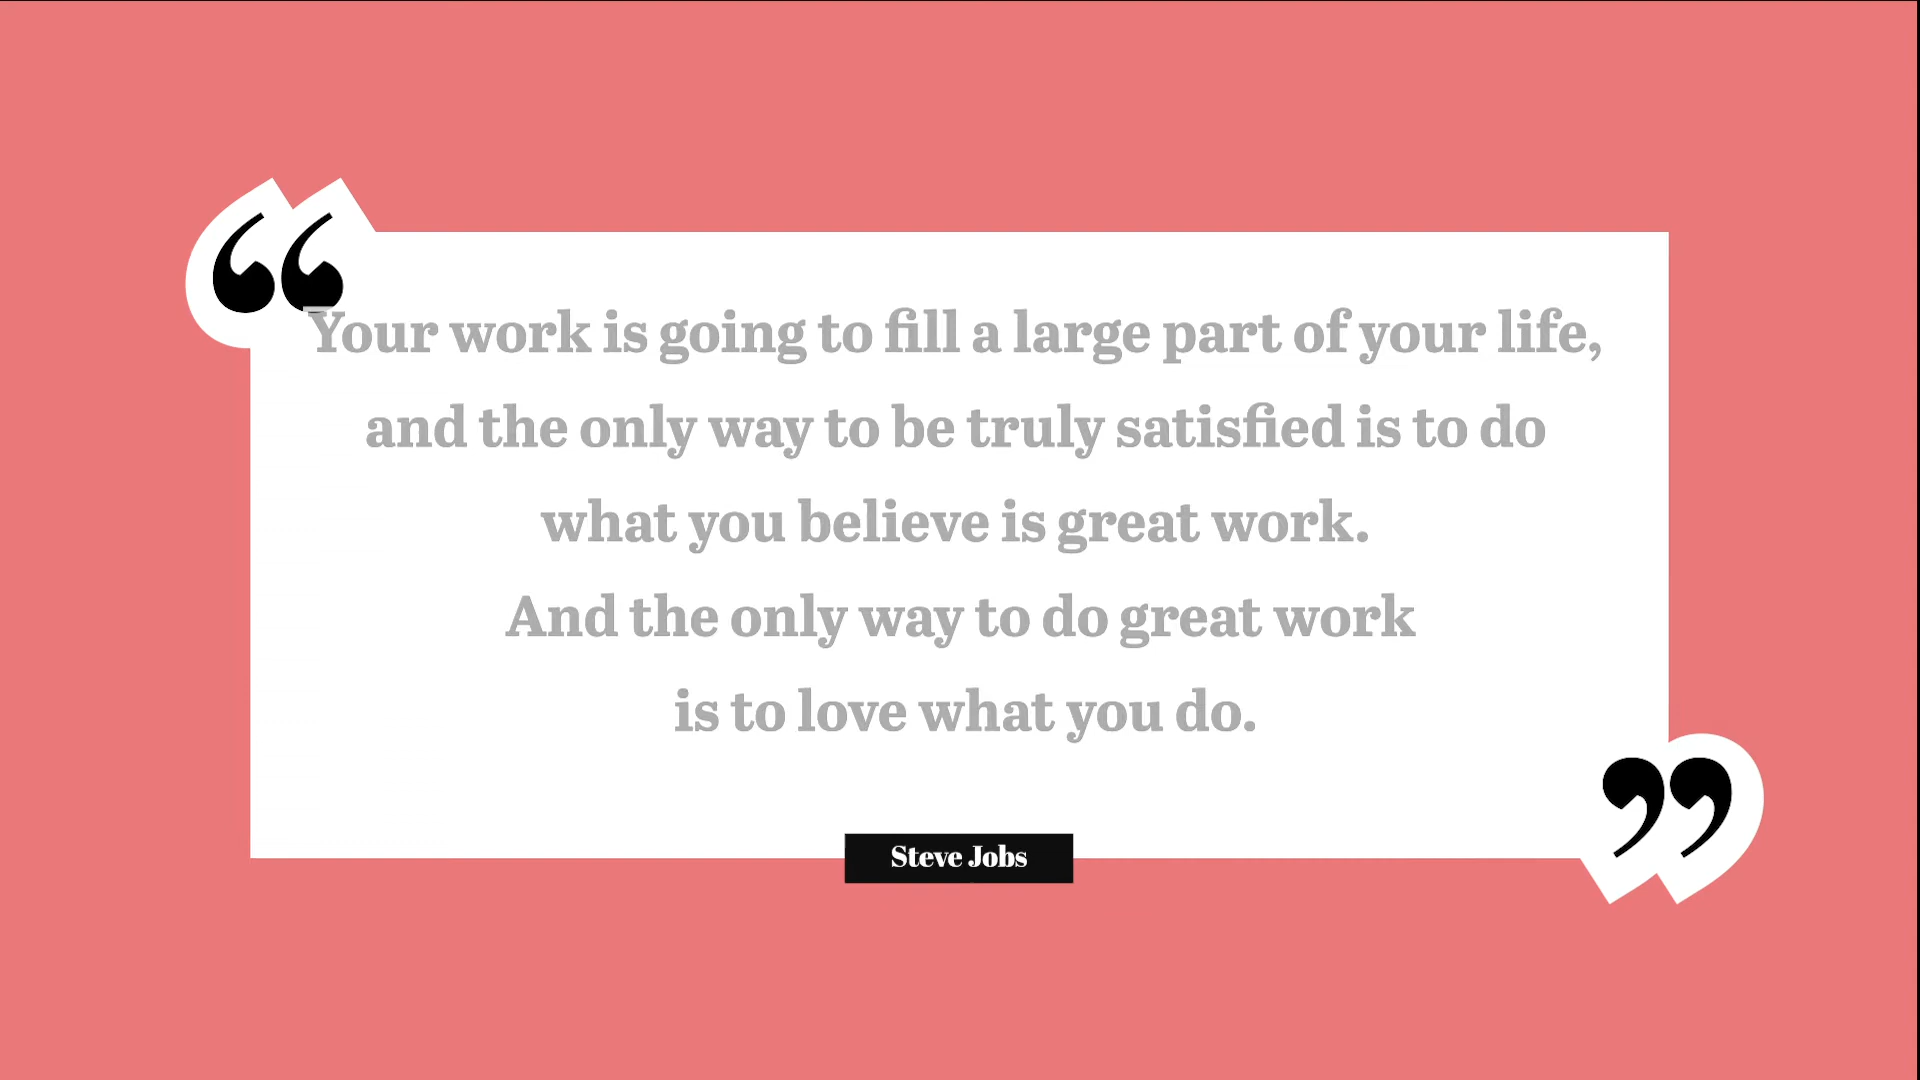 “Your work is going to fill a large part of your life,
and the only way to be truly satisfied is to do
what you believe is great work.
And the only way to do great work
is to love what you do.
”
Steve Jobs